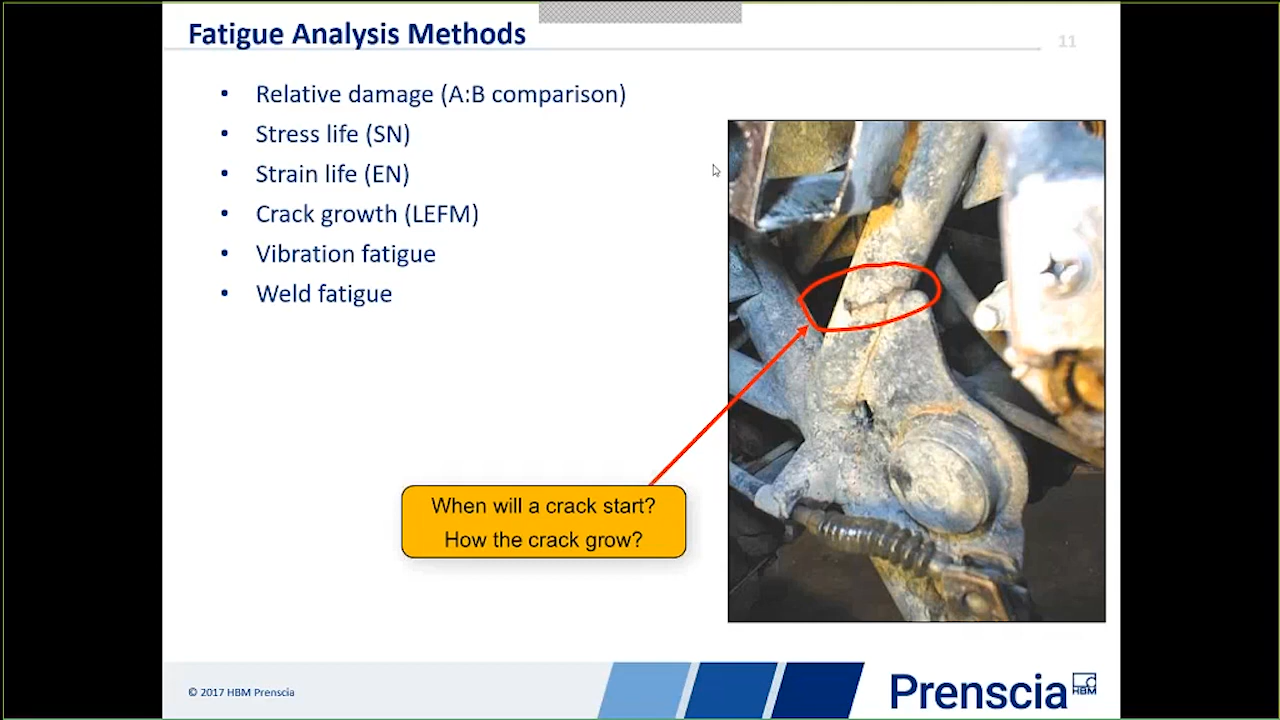 Fatigue Analysis Methods
11
• Relative damage (A:B comparison)
• Stress life (SN)
• Strain life (EN)
• Crack growth (LEFM)
• Vibration fatigue
• Weld fatigue
When will a crack start?
How the crack grow?
© 2017 HBM Prenscia
Prenscia
HBM